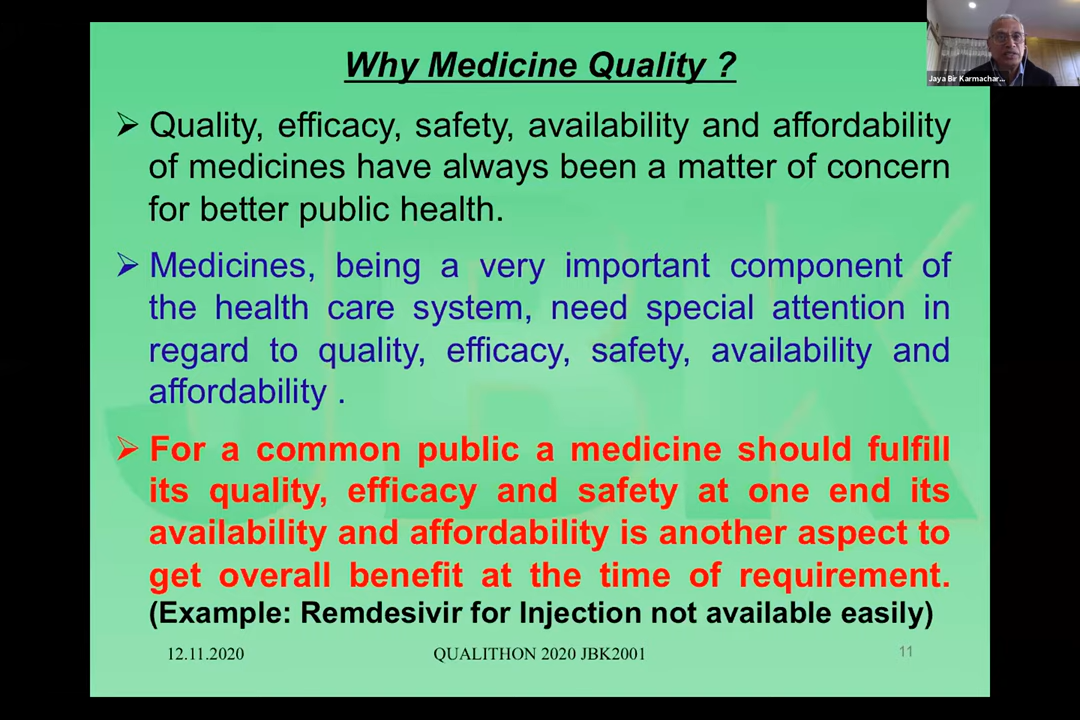 Why Medicine Quality ?
Jaya Bir Karmachar...
➢ Quality, efficacy, safety, availability and affordability
of medicines have always been a matter of concern
for better public health.
➢ Medicines, being a very important component of
the health care system, need special attention in
regard to quality, efficacy, safety, availability and
affordability .
➢ For a common public a medicine should fulfill
its quality, efficacy and safety at one end its
availability and affordability is another aspect to
get overall benefit at the time of requirement.
(Example: Remdesivir for Injection not available easily)
12.11.2020 QUALITHON 2020 JBK2001 11
JBK